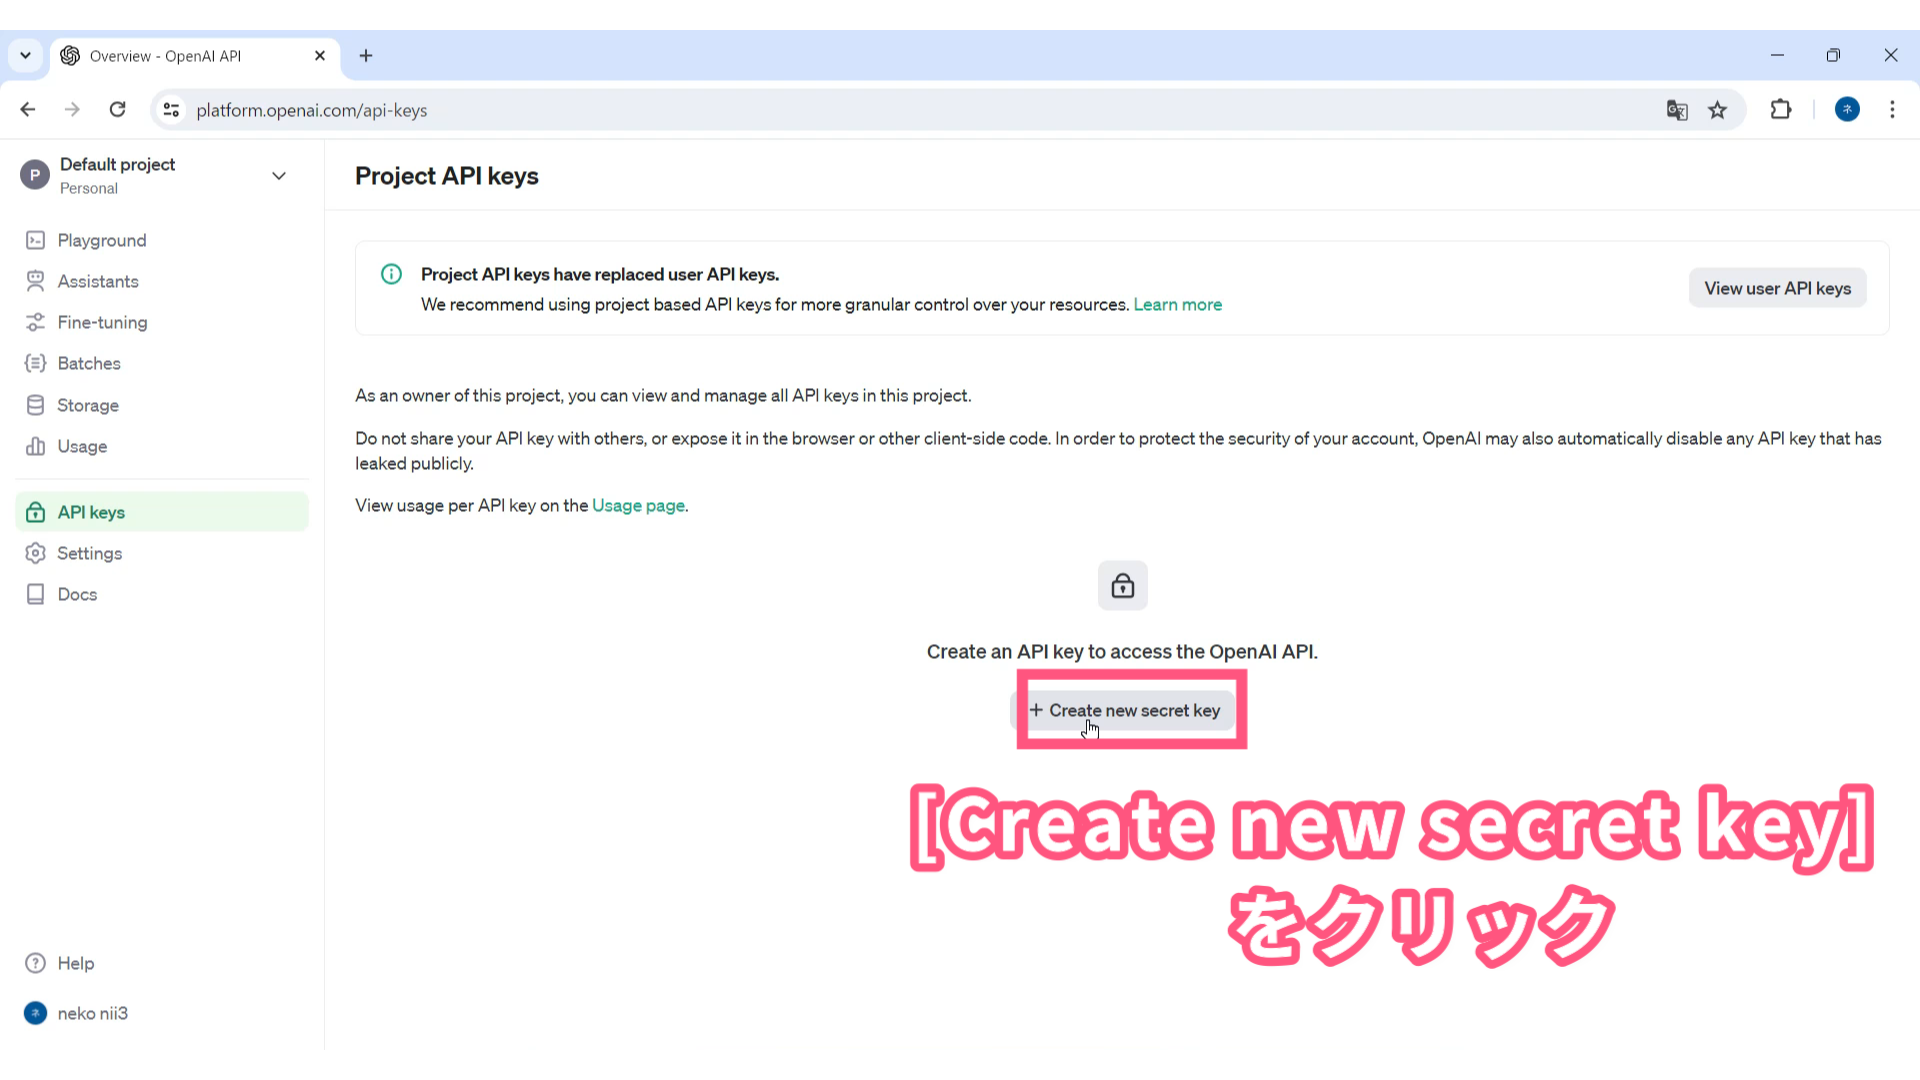 Overview - OpenAI API
platform.openai.com/api-keys
ネ
P
Default project
Personal
Playground
Assistants
Fine-tuning
Batches
Storage
Usage
API keys
Settings
Docs
Help
ネ
neko nii3
Project API keys
Project API keys have replaced user API keys.
We recommend using project based API keys for more granular control over your resources. Learn more
View user API keys
As an owner of this project, you can view and manage all API keys in this project.
Do not share your API key with others, or expose it in the browser or other client-side code. In order to protect the security of your account, OpenAI may also automatically disable any API key that has
leaked publicly.
View usage per API key on the Usage page.
Create an API key to access the OpenAI API.
+ Create new secret key
[Create new secret key]
をクリック